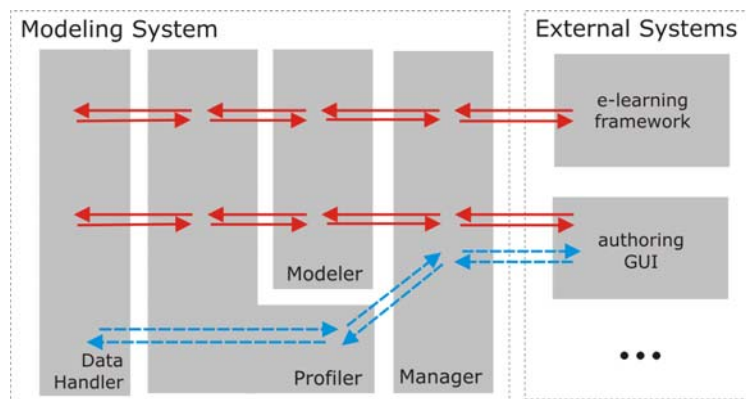 Modeling System
External Systems
e-learning
framework
authoring
GUI
Modeler
Data
Handler
Profiler
Manager
•••